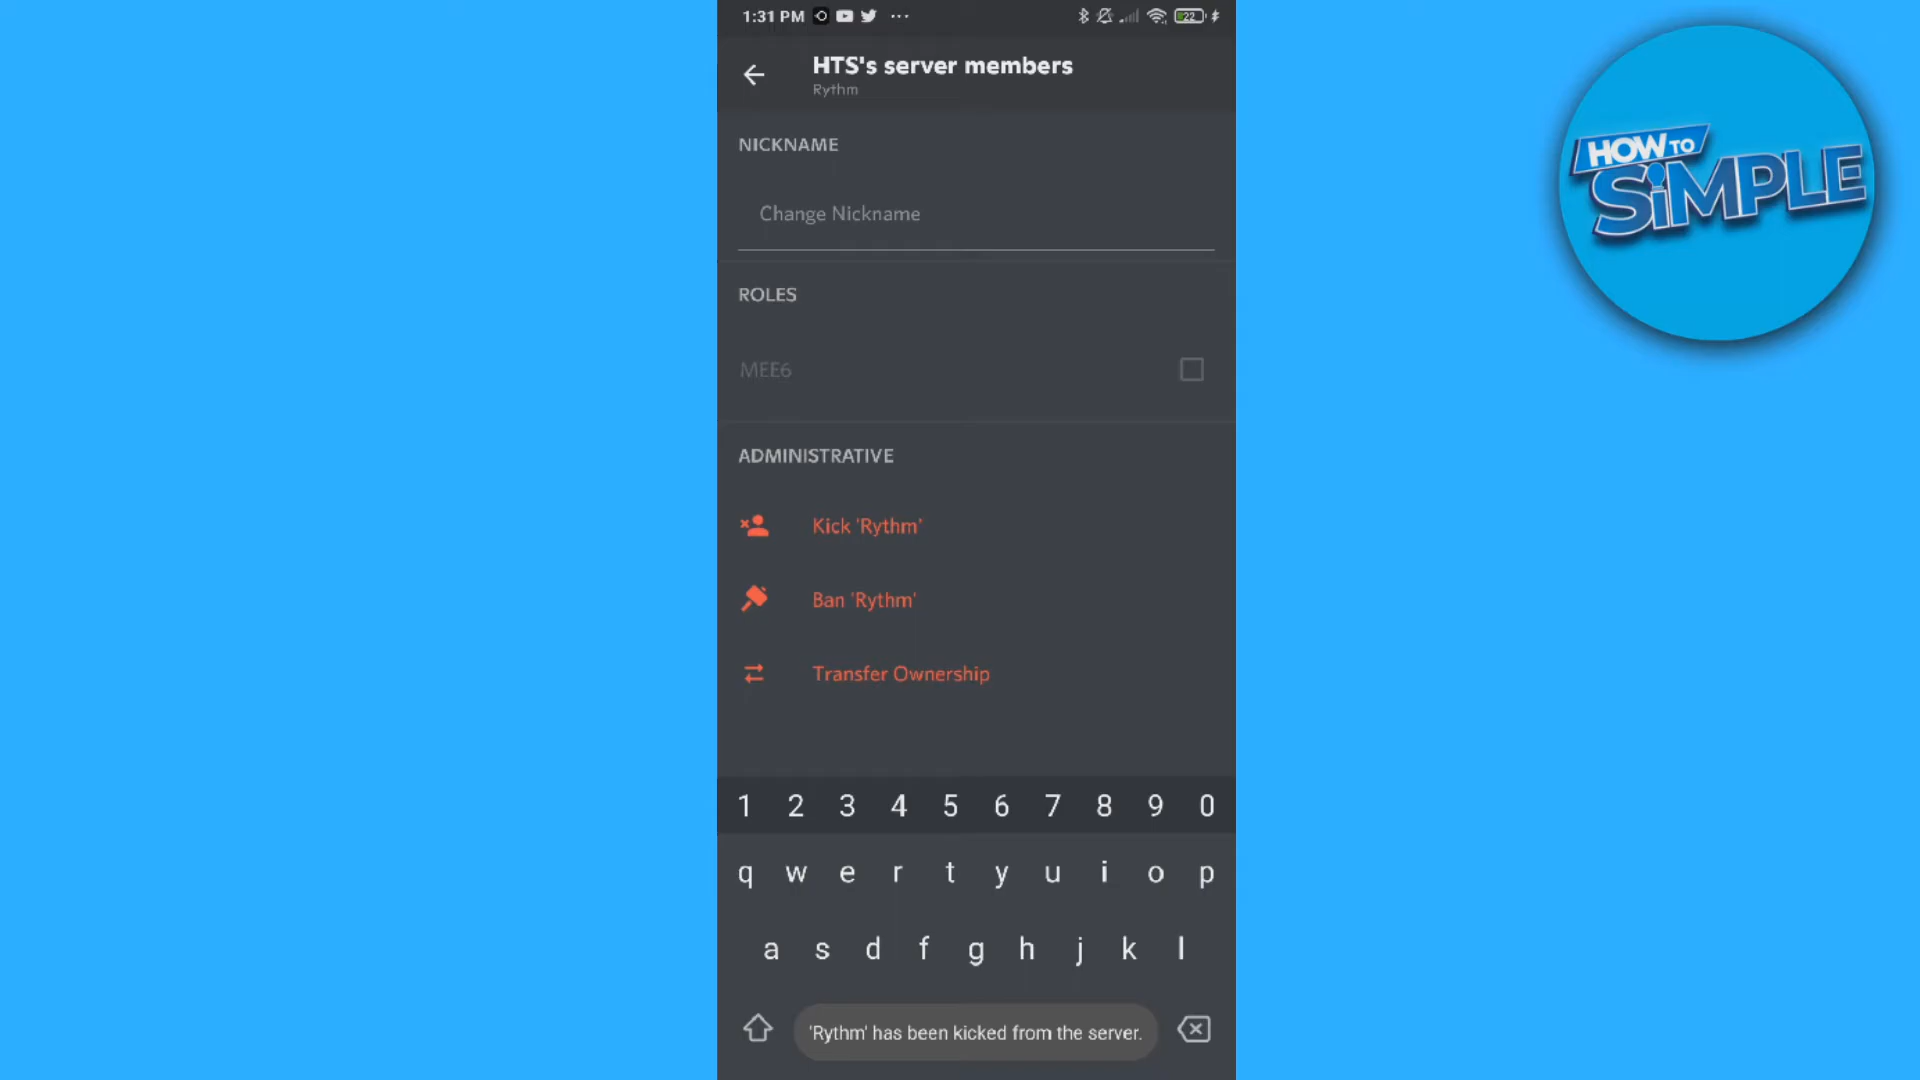 1:31 PM ...
22
HTS's server members
Rythm
NICKNAME
Change Nickname
ROLES
MEE6
ADMINISTRATIVE
Kick 'Rythm'
Ban 'Rythm'
Transfer Ownership
1 2 3 4 5 6 7 8 9 0
q w e r t y u i o p
a s d f g h j k l
'Rythm' has been kicked from the server.
HOW TO
SiMPLE